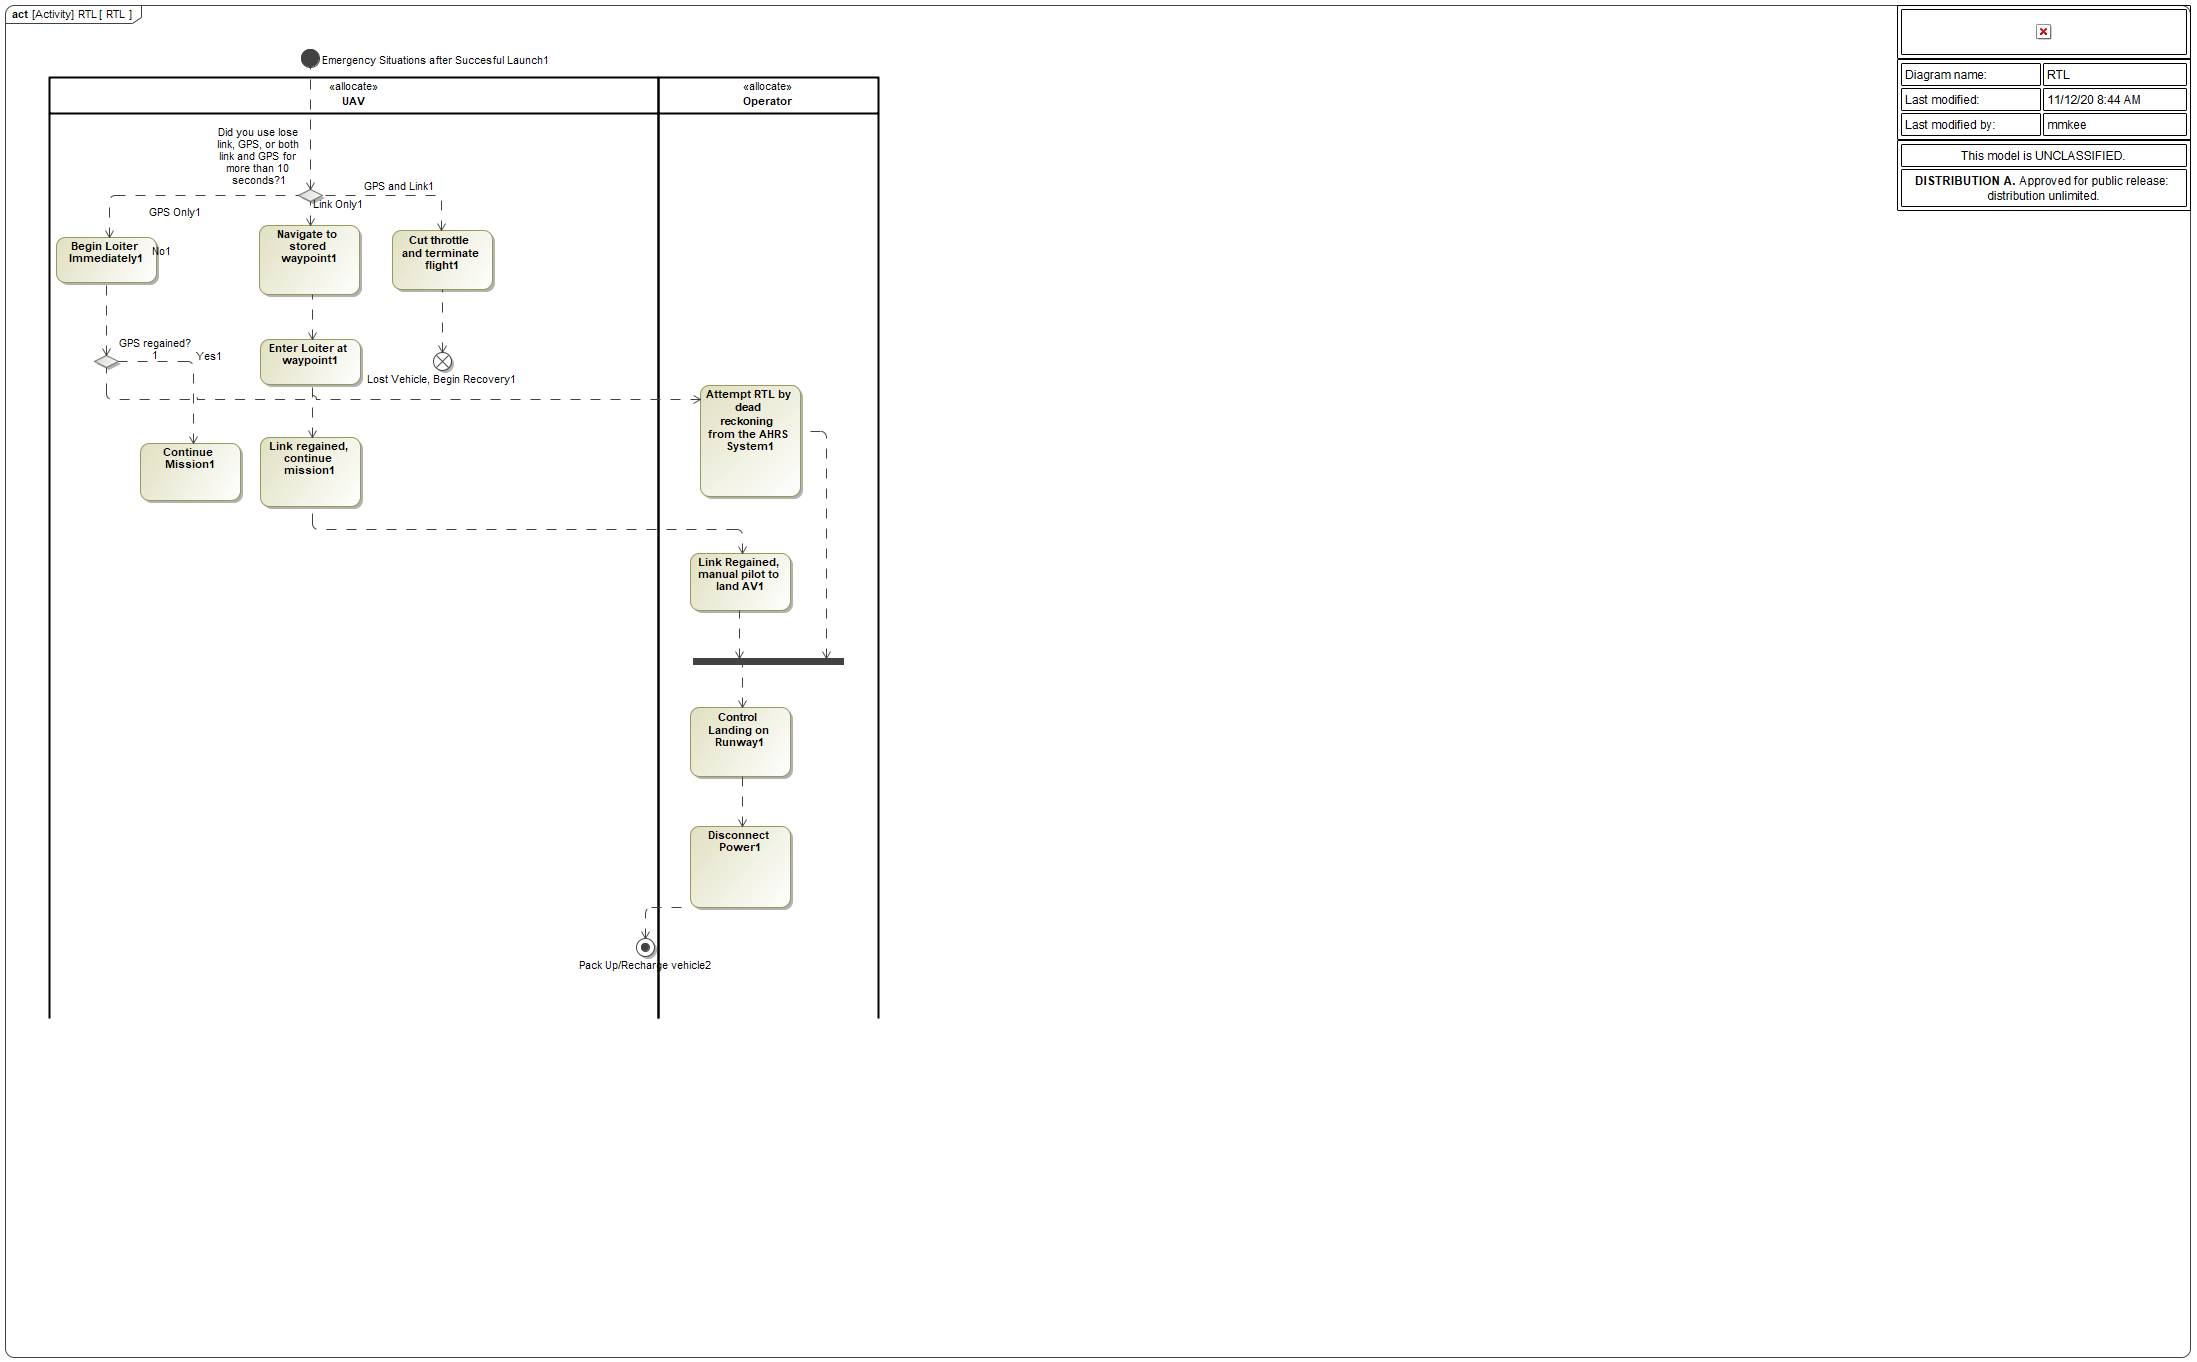 act [Activity] RTL [ RTL ]
Emergency Situations after Succesful Launch1
«allocate»
UAV
«allocate»
Operator
Did you use lose
link, GPS, or both
link and GPS for
more than 10
seconds?1
GPS and Link1
Link Only1
GPS Only1
Begin Loiter
Immediately1
No1
Navigate to
stored
waypoint1
Cut throttle
and terminate
flight1
GPS regained?
1
Yes1
Enter Loiter at
waypoint1
Lost Vehicle, Begin Recovery1
Attempt RTL by
dead
reckoning
from the AHRS
System1
Continue
Mission1
Link regained,
continue
mission1
Link Regained,
manual pilot to
land AV1
Control
Landing on
Runway1
Disconnect
Power1
Pack Up/Recharge vehicle2
Diagram name:
RTL
Last modified:
11/12/20 8:44 AM
Last modified by:
mmkee
This model is UNCLASSIFIED.
DISTRIBUTION A. Approved for public release:
distribution unlimited.